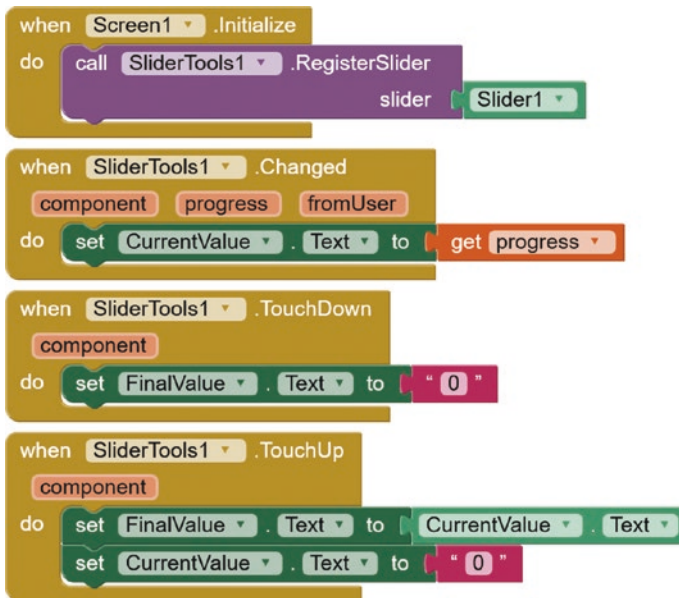 when Screen1 .Initialize
do call SliderTools1 .RegisterSlider
slider Slider1
when SliderTools1 .Changed
component progress fromUser
do set CurrentValue . Text to get progress
when SliderTools1 .TouchDown
component
do set FinalValue . Text to " 0 "
when SliderTools1 .TouchUp
component
do set FinalValue . Text to CurrentValue . Text
set CurrentValue . Text to " 0 "